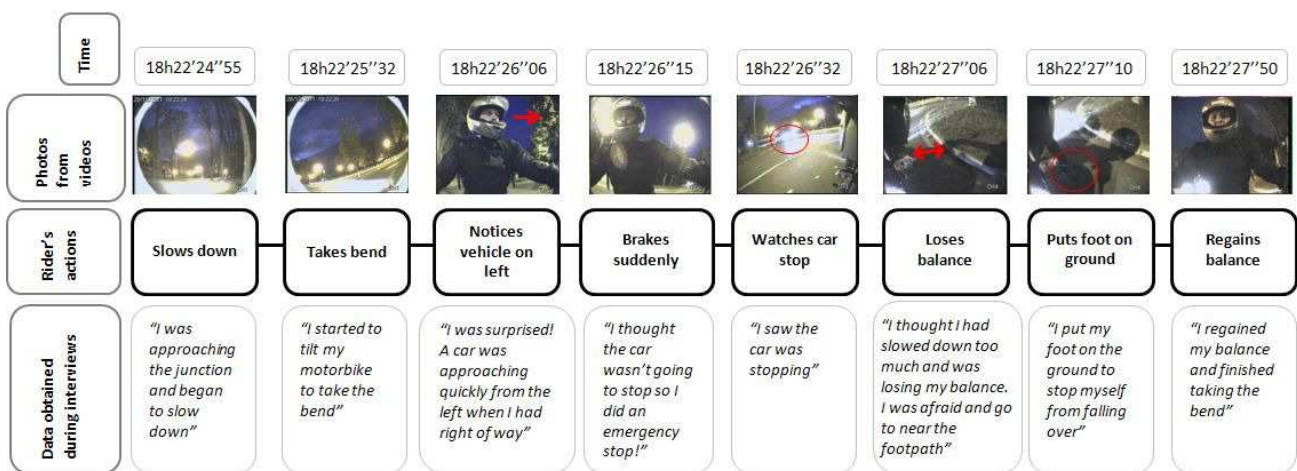 Time
18h22'24''55
18h22'25''32
18h22'26''06
18h22'26''15
18h22'26''32
18h22'27''06
18h22'27''10
18h22'27''50
Photos
from
videos
Rider's
actions
Slows down
Takes bend
Notices
vehicle on
left
Brakes
suddenly
Watches car
stop
Loses
balance
Puts foot on
ground
Regains
balance
Data obtained
during interviews
“I was
approaching
the junction
and began
to slow
down”
“I started to
tilt my
motorbike
to take the
bend”
“I was surprised!
A car was
approaching
quickly from the
left when I had
right of way”
“I thought
the car
wasn’t going
to stop so I
did an
emergency
stop!”
“I saw the
car was
stopping”
“I thought I had
slowed down too
much and was
losing my balance.
I was afraid and go
to near the
footpath”
“I put my
foot on the
ground to
stop myself
from falling
over”
“I regained
my balance
and finished
taking the
bend”